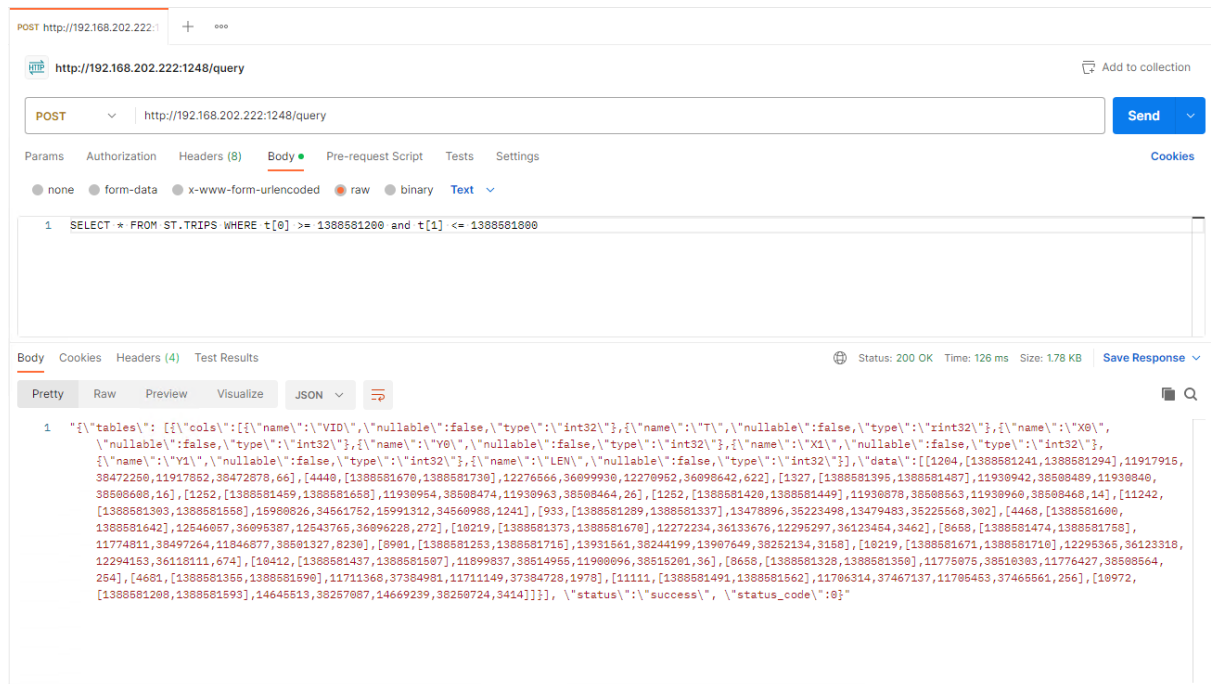 POST http://192.168.202.222:1
http://192.168.202.222:1248/query
Add to collection
POST http://192.168.202.222:1248/query Send
Params Authorization Headers (8) Body Pre-request Script Tests Settings Cookies
none form-data x-www-form-urlencoded raw binary Text
1 SELECT * FROM ST.TRIPS WHERE t[0] >= 1388581200 and t[1] <= 1388581800
Body Cookies Headers (4) Test Results Status: 200 OK Time: 126 ms Size: 1.78 KB Save Response
Pretty Raw Preview Visualize JSON
1 "{\"tables\": [{\"cols\":[{\"name\":\"VID\",\"nullable\":false,\"type\":\"int32\"},{\"name\":\"T\",\"nullable\":false,\"type\":\"rint32\"},{\"name\":\"X0\",
\"nullable\":false,\"type\":\"int32\"},{\"name\":\"Y0\",\"nullable\":false,\"type\":\"int32\"},{\"name\":\"X1\",\"nullable\":false,\"type\":\"int32\"},
{\"name\":\"Y1\",\"nullable\":false,\"type\":\"int32\"},{\"name\":\"LEN\",\"nullable\":false,\"type\":\"int32\"}],\"data\":[[1204,[1388581241,1388581294],11917915,
38472250,11917852,38472878,66],[4440,[1388581670,1388581730],12276566,36099930,12270952,36098642,622],[1327,[1388581395,1388581487],11930942,38508489,11930840,
38508608,16],[1252,[1388581459,1388581658],11930954,38508474,11930963,38508464,26],[1252,[1388581420,1388581449],11930878,38508563,11930960,38508468,14],[11242,
[1388581303,1388581558],15980826,34561752,15991312,34560988,1241],[933,[1388581289,1388581337],13478896,35223498,13479483,35225568,302],[4468,[1388581600,
1388581642],12546057,36095387,12543765,36096228,272],[10219,[1388581373,1388581670],12272234,36133676,12295297,36123454,3462],[8658,[1388581474,1388581758],
11774811,38497264,11846877,38501327,8230],[8901,[1388581253,1388581716],13931561,38244199,13907649,38252134,3158],[10219,[1388581671,1388581710],12295365,36123318,
12294153,36118111,674],[10412,[1388581437,1388581507],11899837,38514955,11900096,38515201,36],[8658,[1388581328,1388581350],11775075,38510303,11776427,38508564,
254],[4681,[1388581355,1388581590],11711368,37384981,11711149,37384728,1978],[11111,[1388581491,1388581562],11706314,37467137,11705453,37465561,256],[10972,
[1388581208,1388581593],14645513,38257087,14669239,38250724,3414]]}], \"status\":\"success\", \"status_code\":0}"